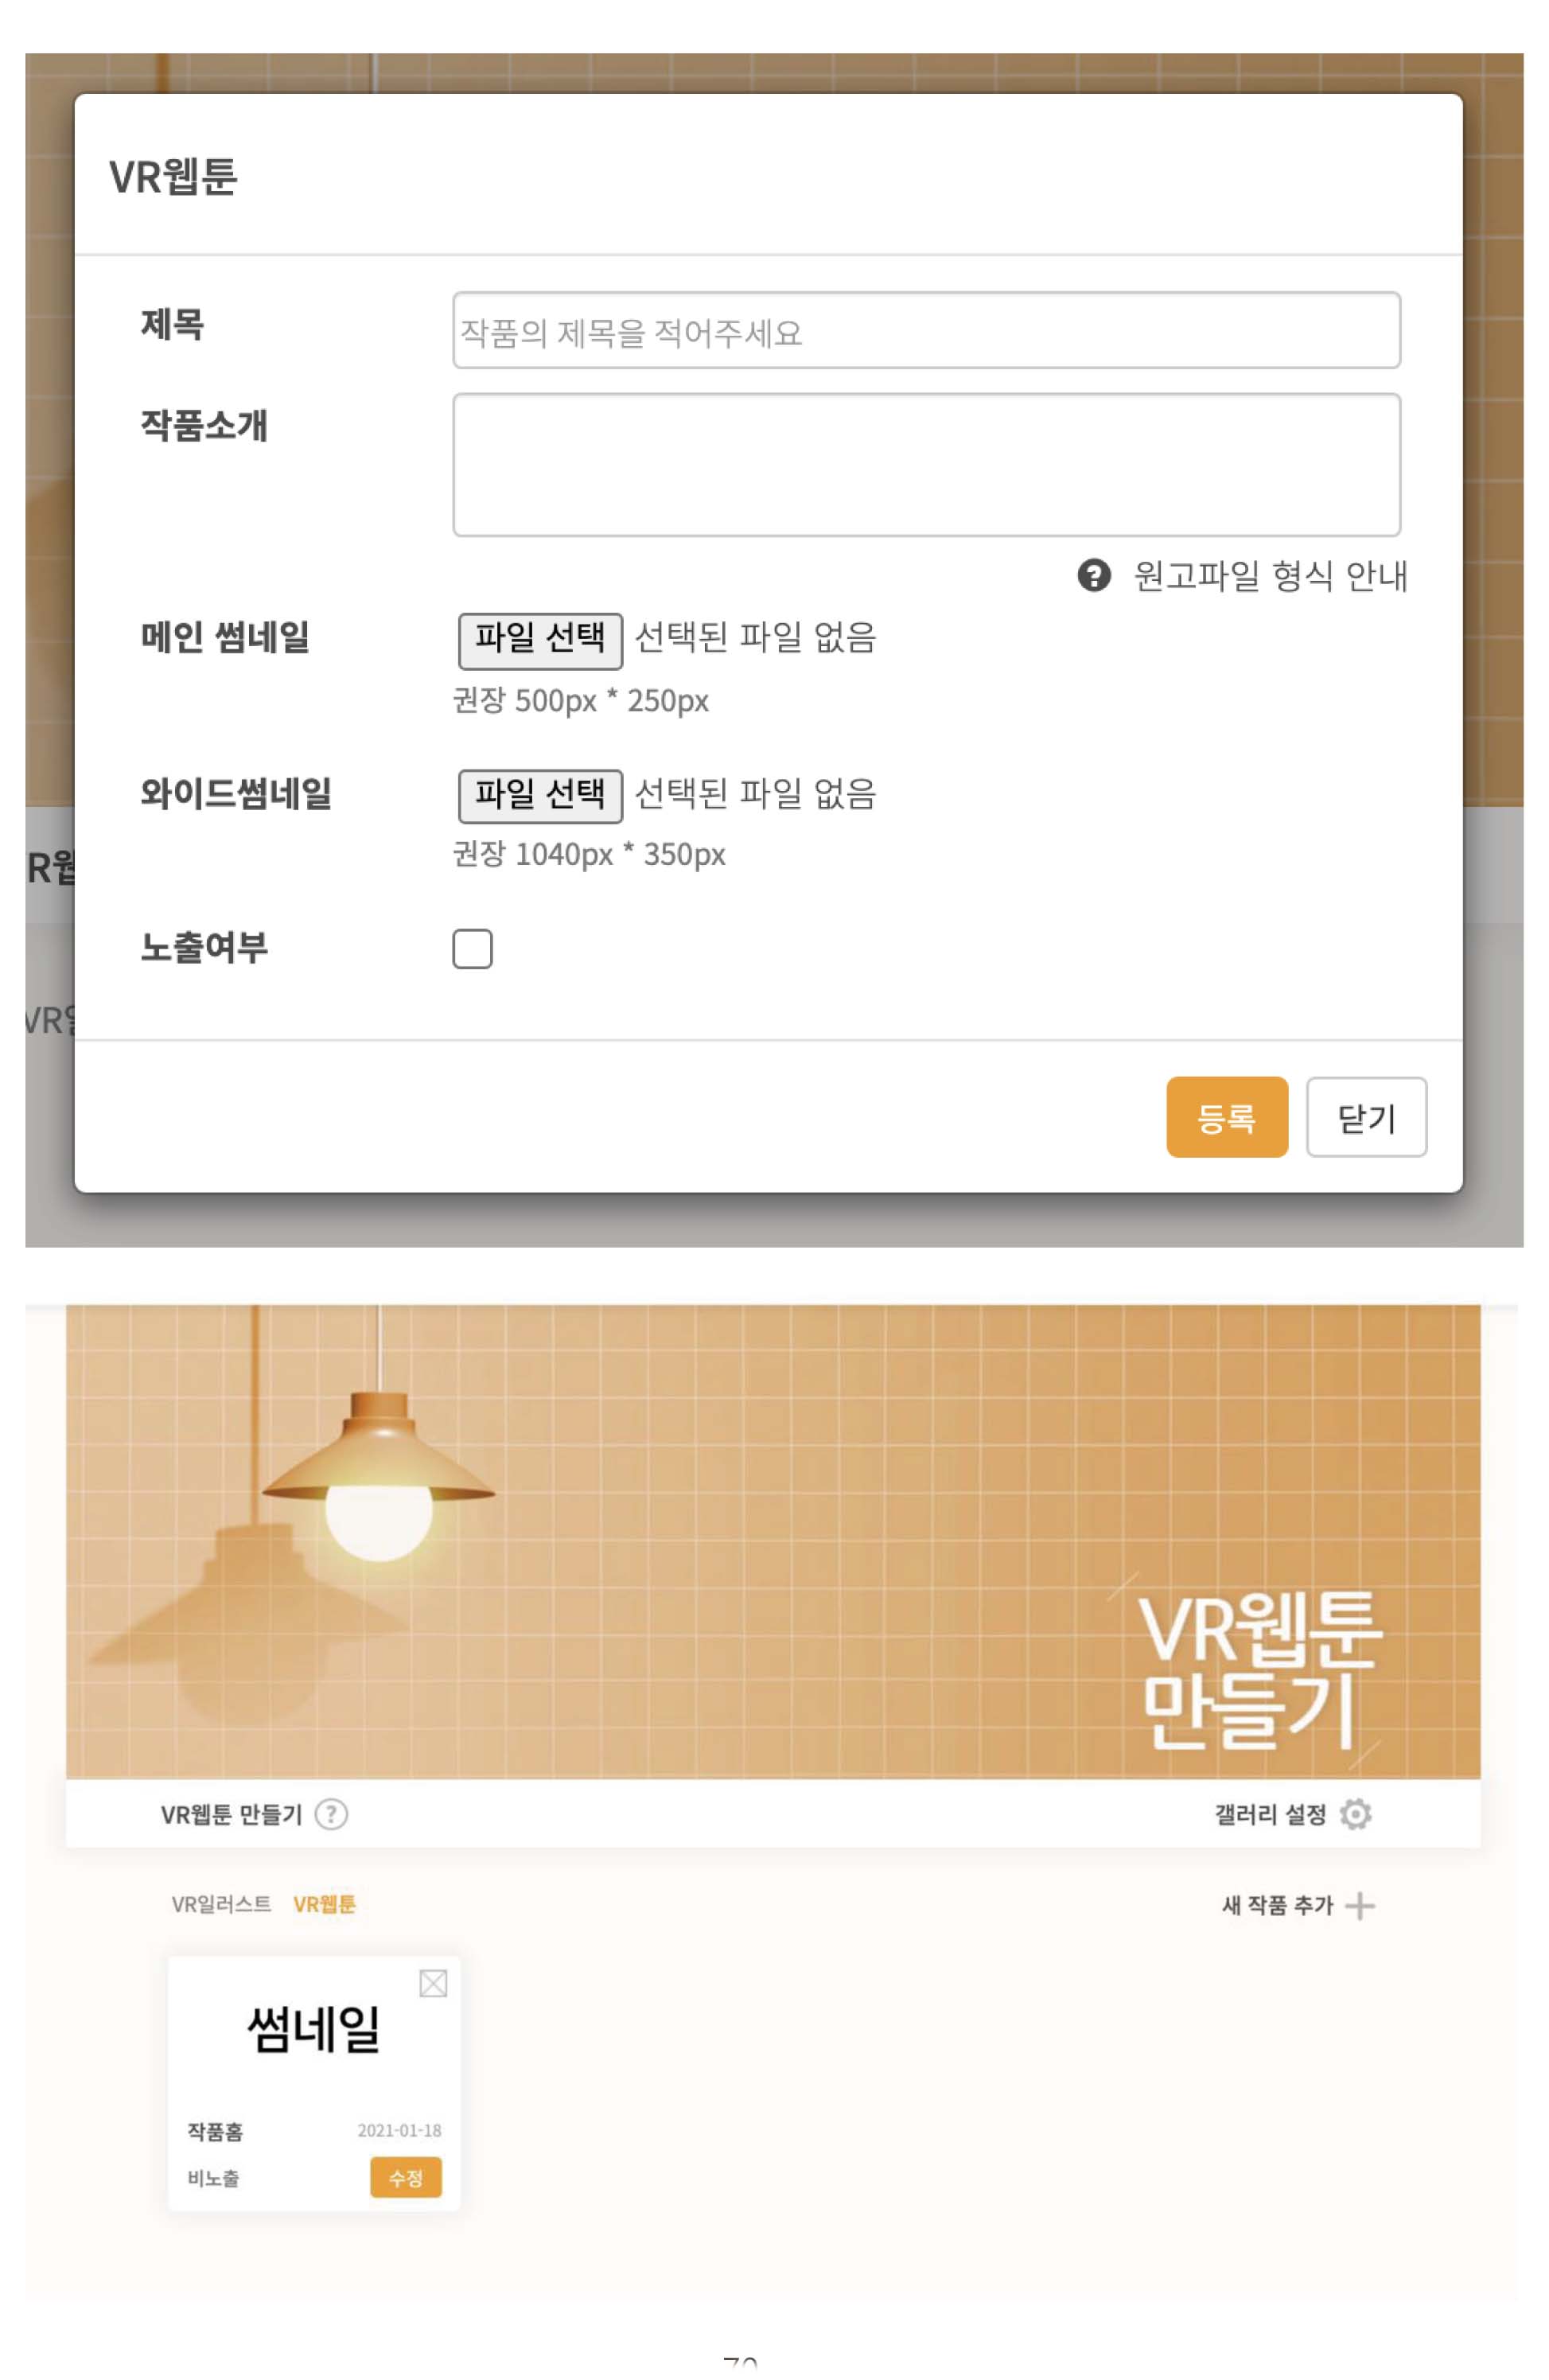 VR웹툰
제목
작품의 제목을 적어주세요
작품소개
원고파일 형식 안내
메인 썸네일
파일 선택 선택된 파일 없음
권장 500px * 250px
와이드썸네일
파일 선택 선택된 파일 없음
권장 1040px * 350px
노출여부
등록 닫기
VR웹툰
만들기
VR웹툰 만들기 ?
갤러리 설정
VR일러스트 VR웹툰
새 작품 추가
썸네일
작품홈 2021-01-18
비노출 수정